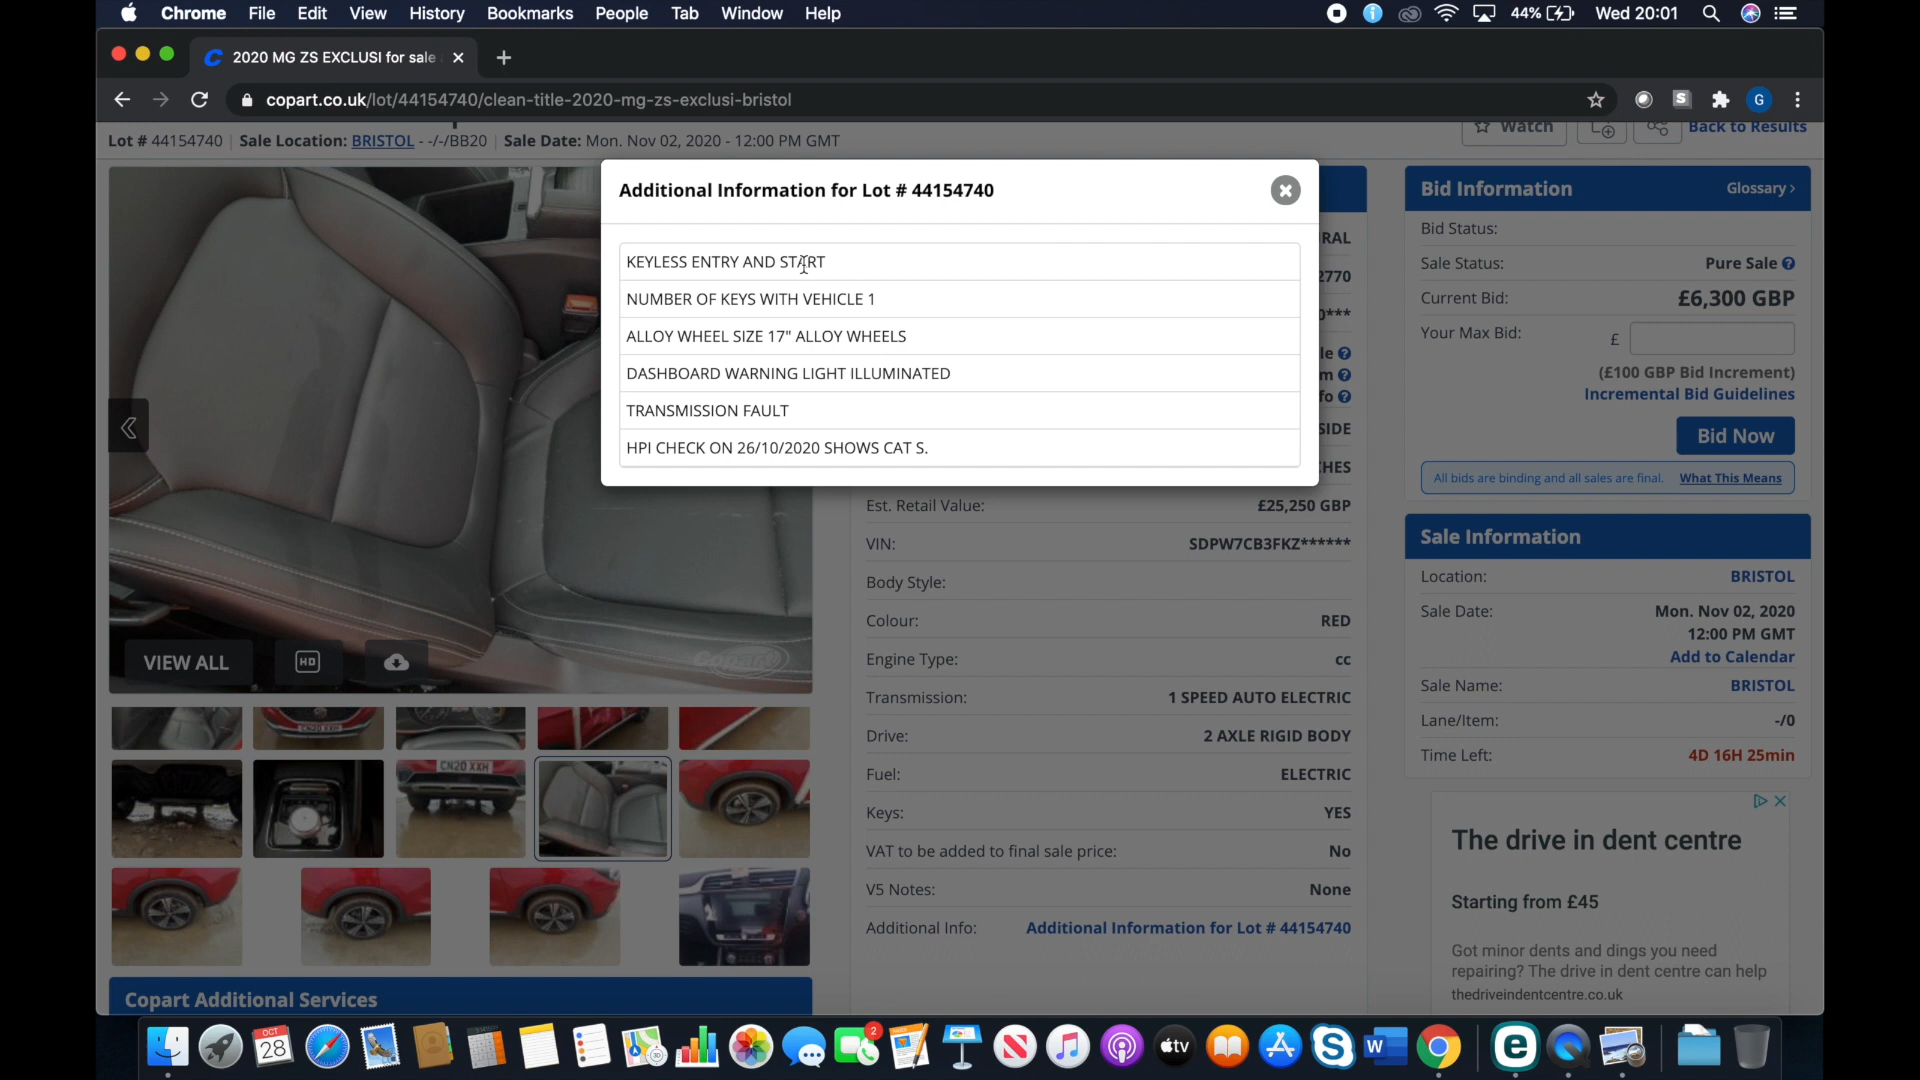 Chrome File Edit View History Bookmarks People Tab Window Help 44% Wed 20:01
2020 MG ZS EXCLUSI for sale
copart.co.uk/lot/44154740/clean-title-2020-mg-zs-exclusi-bristol
S G
Lot # 44154740 Sale Location: BRISTOL - -/-/BB20 Sale Date: Mon. Nov 02, 2020 - 12:00 PM GMT
Watch
Back to Results
Additional Information for Lot # 44154740
KEYLESS ENTRY AND START
NUMBER OF KEYS WITH VEHICLE 1
ALLOY WHEEL SIZE 17" ALLOY WHEELS
DASHBOARD WARNING LIGHT ILLUMINATED
TRANSMISSION FAULT
HPI CHECK ON 26/10/2020 SHOWS CAT S.
Copart
VIEW ALL
HD
CN20 XXH
Est. Retail Value: £25,250 GBP
VIN: SDPW7CB3FKZ******
Body Style:
Colour: RED
Engine Type: cc
Transmission: 1 SPEED AUTO ELECTRIC
Drive: 2 AXLE RIGID BODY
Fuel: ELECTRIC
Keys: YES
VAT to be added to final sale price: No
V5 Notes: None
Additional Info: Additional Information for Lot # 44154740
Bid Information Glossary
Bid Status:
Sale Status: Pure Sale
Current Bid: £6,300 GBP
Your Max Bid: £
(£100 GBP Bid Increment)
Incremental Bid Guidelines
Bid Now
All bids are binding and all sales are final. What This Means
Sale Information
Location: BRISTOL
Sale Date: Mon. Nov 02, 2020
12:00 PM GMT
Add to Calendar
Sale Name: BRISTOL
Lane/Item: -/0
Time Left: 4D 16H 25min
The drive in dent centre
Starting from £45
Got minor dents and dings you need
repairing? The drive in dent centre can help
thedriveindentcentre.co.uk
Copart Additional Services
OCT
28
2
tv
S
W
e